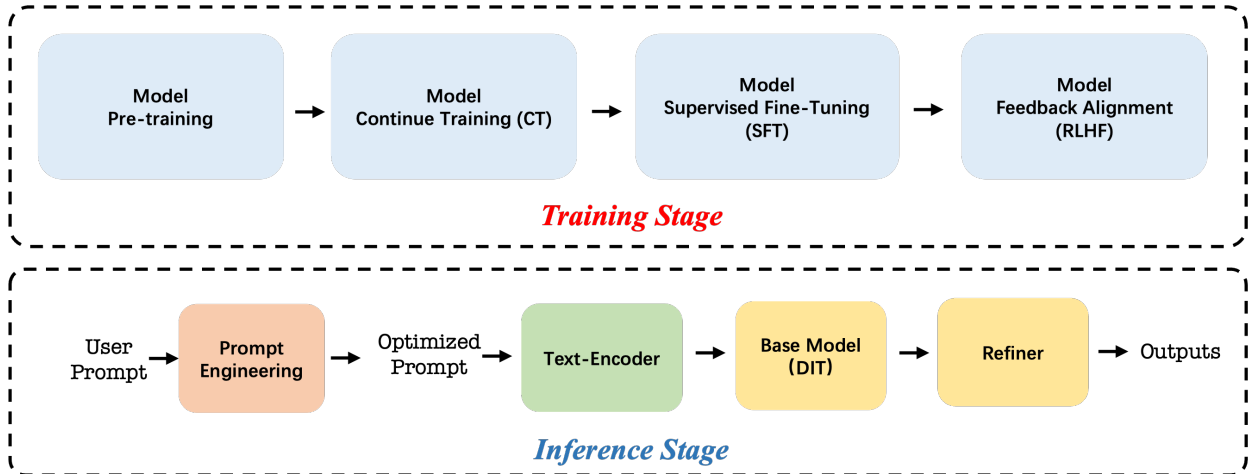 Model
Pre-training
Model
Continue Training (CT)
Model
Supervised Fine-Tuning
(SFT)
Model
Feedback Alignment
(RLHF)
Training Stage
User
Prompt
Prompt
Engineering
Optimized
Prompt
Text-Encoder
Base Model
(DIT)
Refiner
Outputs
Inference Stage